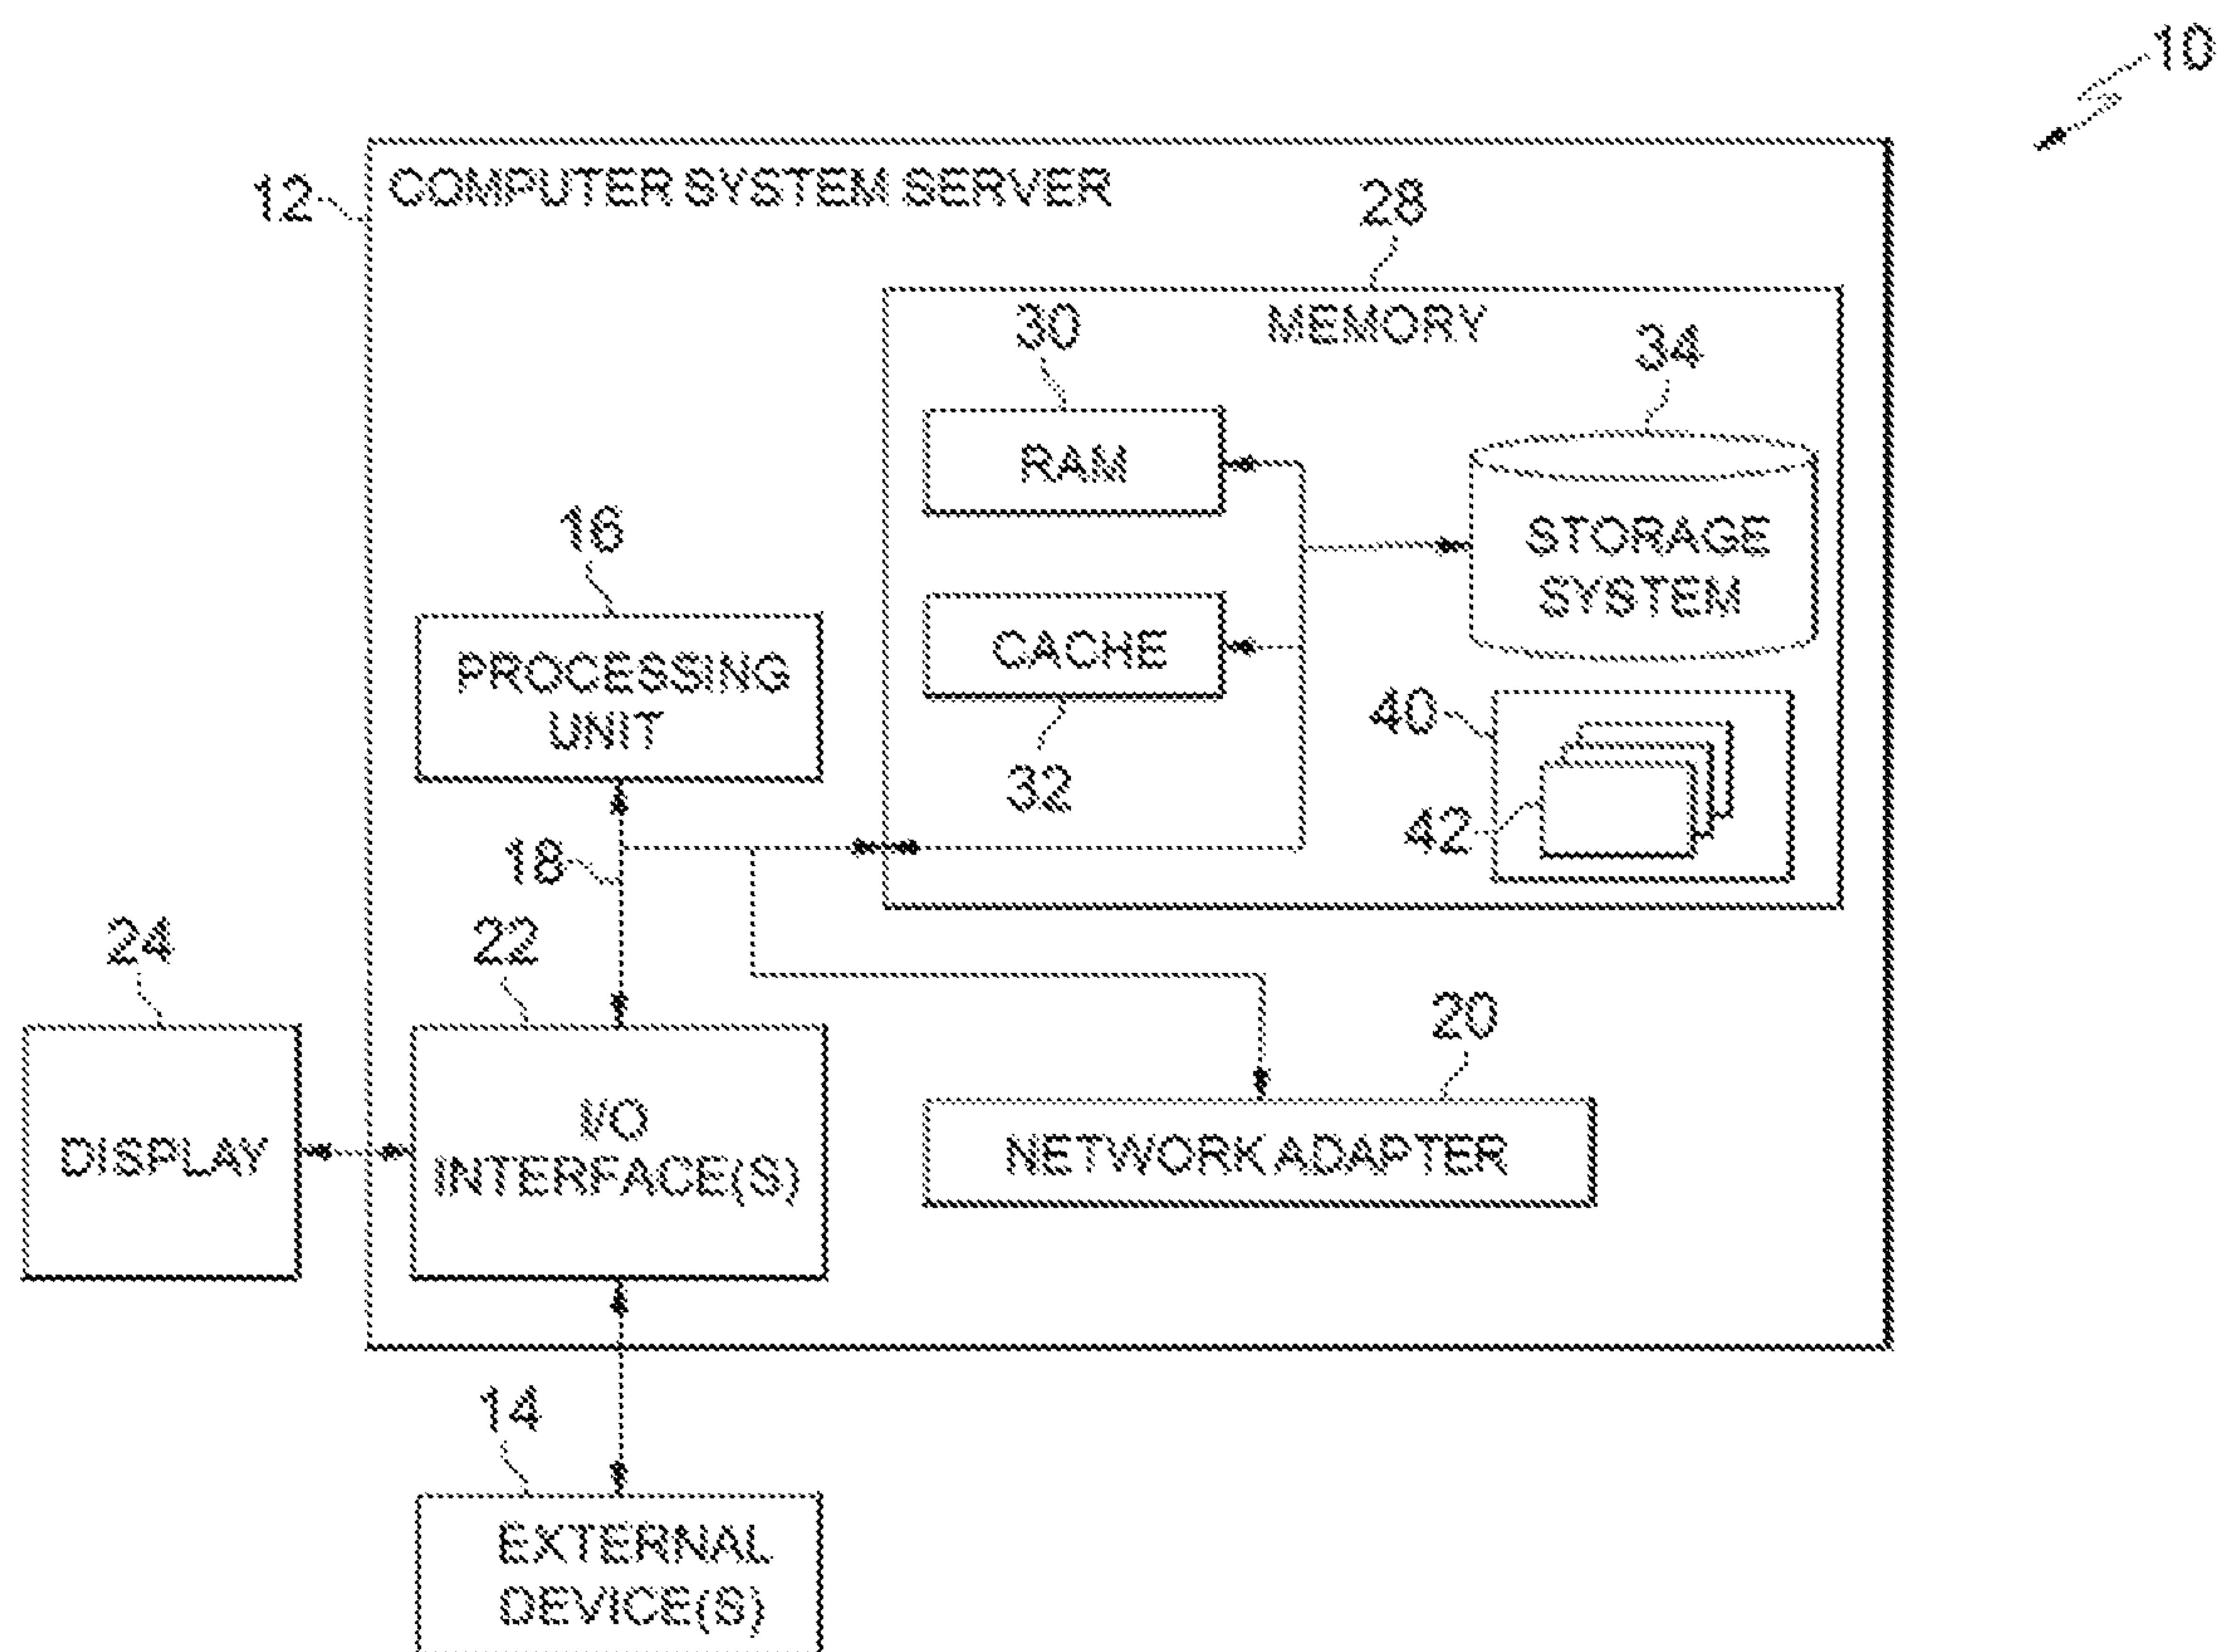 10
12
COMPUTER SYSTEM SERVER
28
MEMORY
30
34
RAM
STORAGE
SYSTEM
16
PROCESSING
UNIT
CACHE
32
40
42
18
24
22
20
DISPLAY
I/O
INTERFACE(S)
NETWORK ADAPTER
14
EXTERNAL
DEVICE(S)